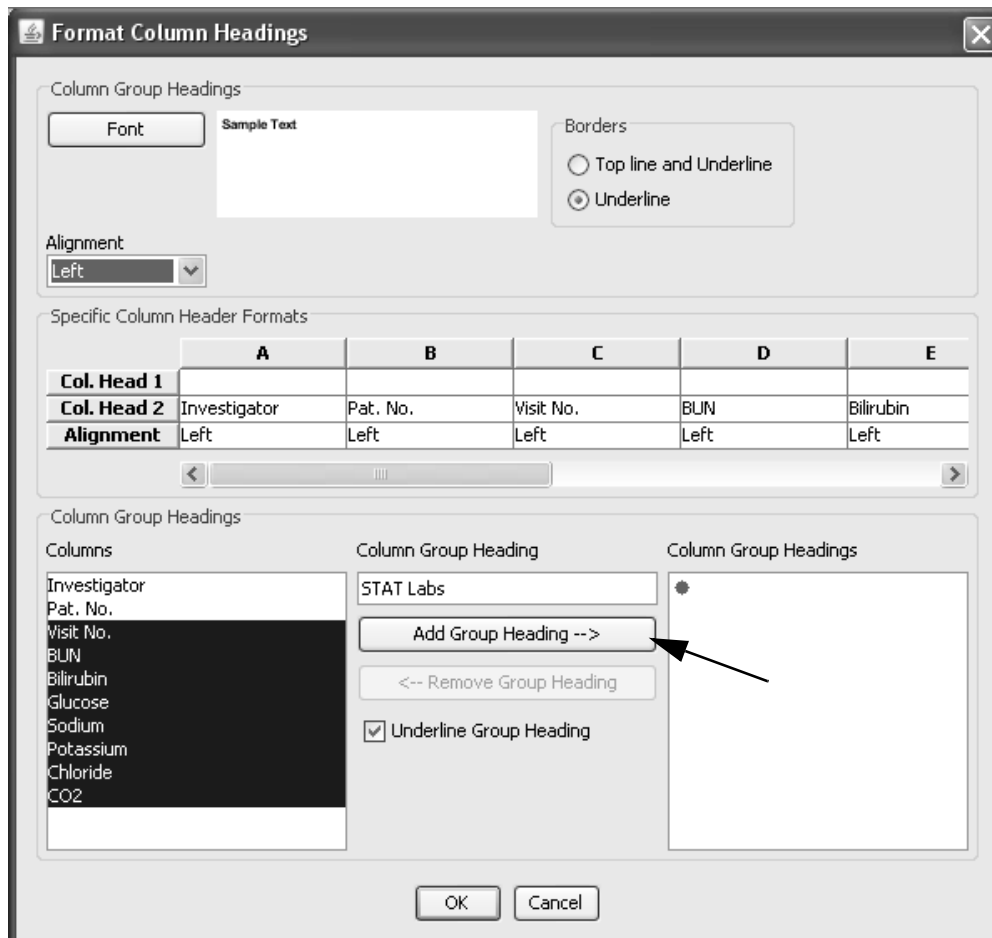 Format Column Headings
Column Group Headings
Font
Sample Text
Borders
Top line and Underline
Underline
Alignment
Left
Specific Column Header Formats
A B C D E
Col. Head 1
Col. Head 2 Investigator Pat. No. Visit No. BUN Bilirubin
Alignment Left Left Left Left Left
Column Group Headings
Columns
Investigator
Pat. No.
Visit No.
BUN
Bilirubin
Glucose
Sodium
Potassium
Chloride
CO2
Column Group Heading
STAT Labs
Add Group Heading -->
<-- Remove Group Heading
Underline Group Heading
Column Group Headings
OK
Cancel